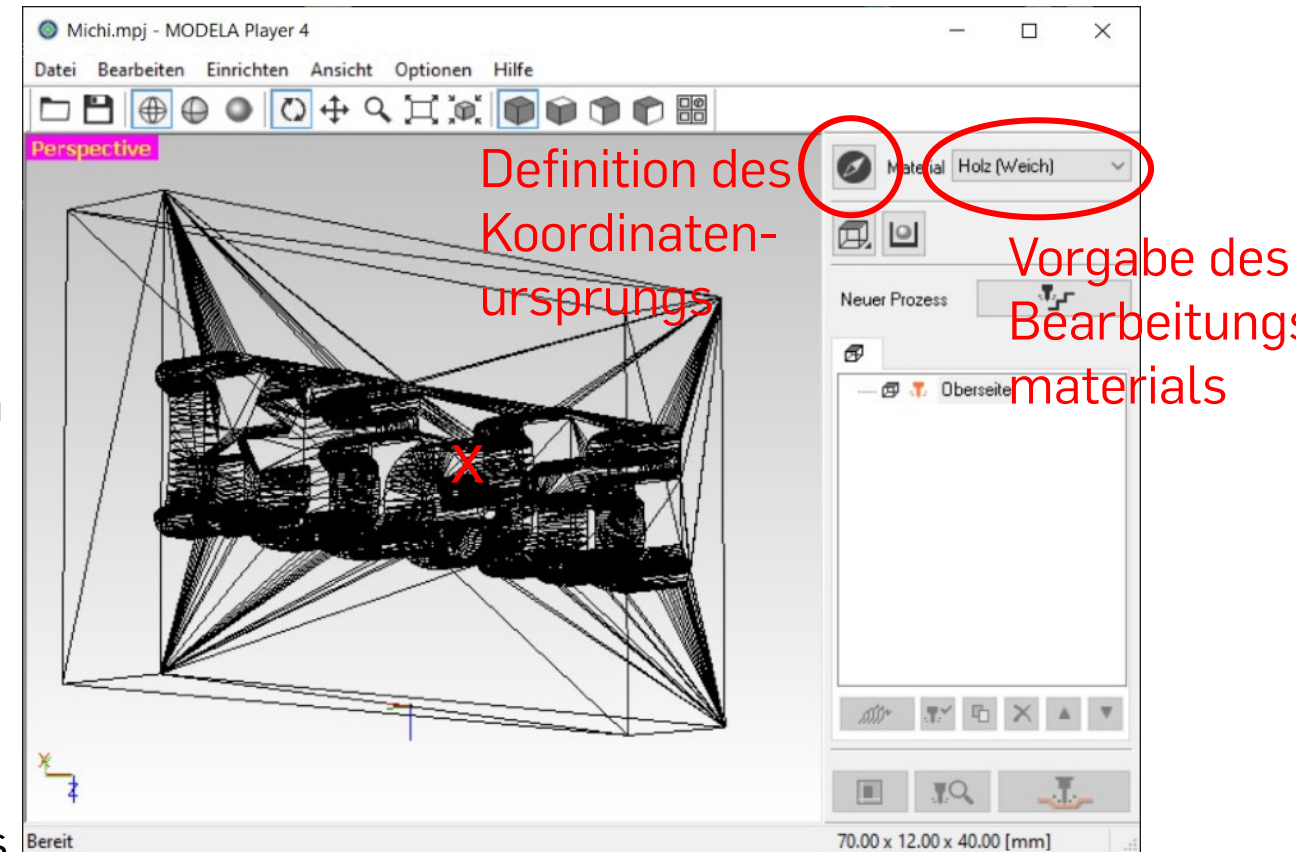 Michi.mpj - MODELA Player 4
Datei Bearbeiten Einrichten Ansicht Optionen Hilfe
Perspective
Definition des
Koordinaten-
ursprungs
Material Holz (Weich)
Vorgabe des
Bearbeitungs
materials
Neuer Prozess
Oberseite
X
X
Z
Bereit
70.00 x 12.00 x 40.00 [mm]